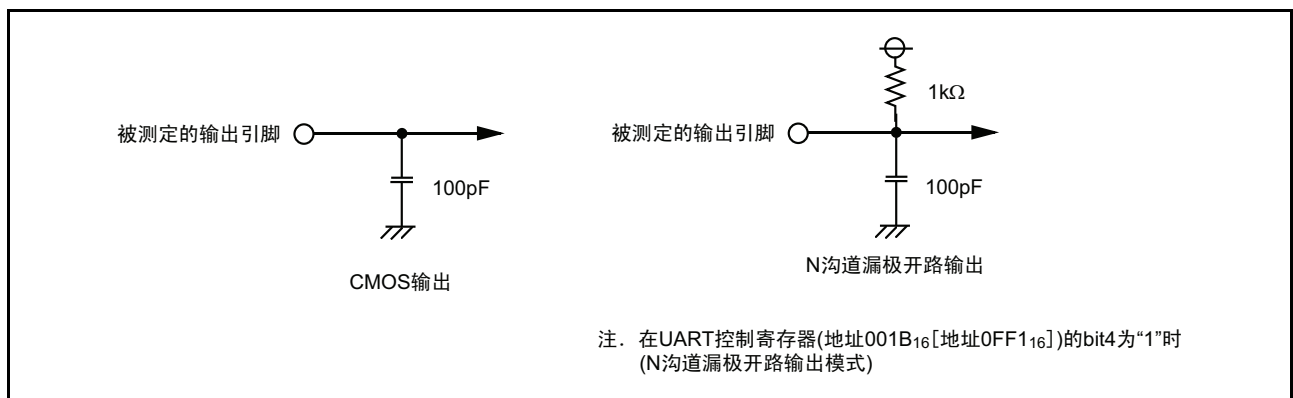 被测定的输出引脚
100pF
CMOS输出
1kΩ
被测定的输出引脚
100pF
N沟道漏极开路输出
注．在UART控制寄存器(地址001B₁₆[地址0FF1₁₆])的bit4为“1”时
(N沟道漏极开路输出模式)